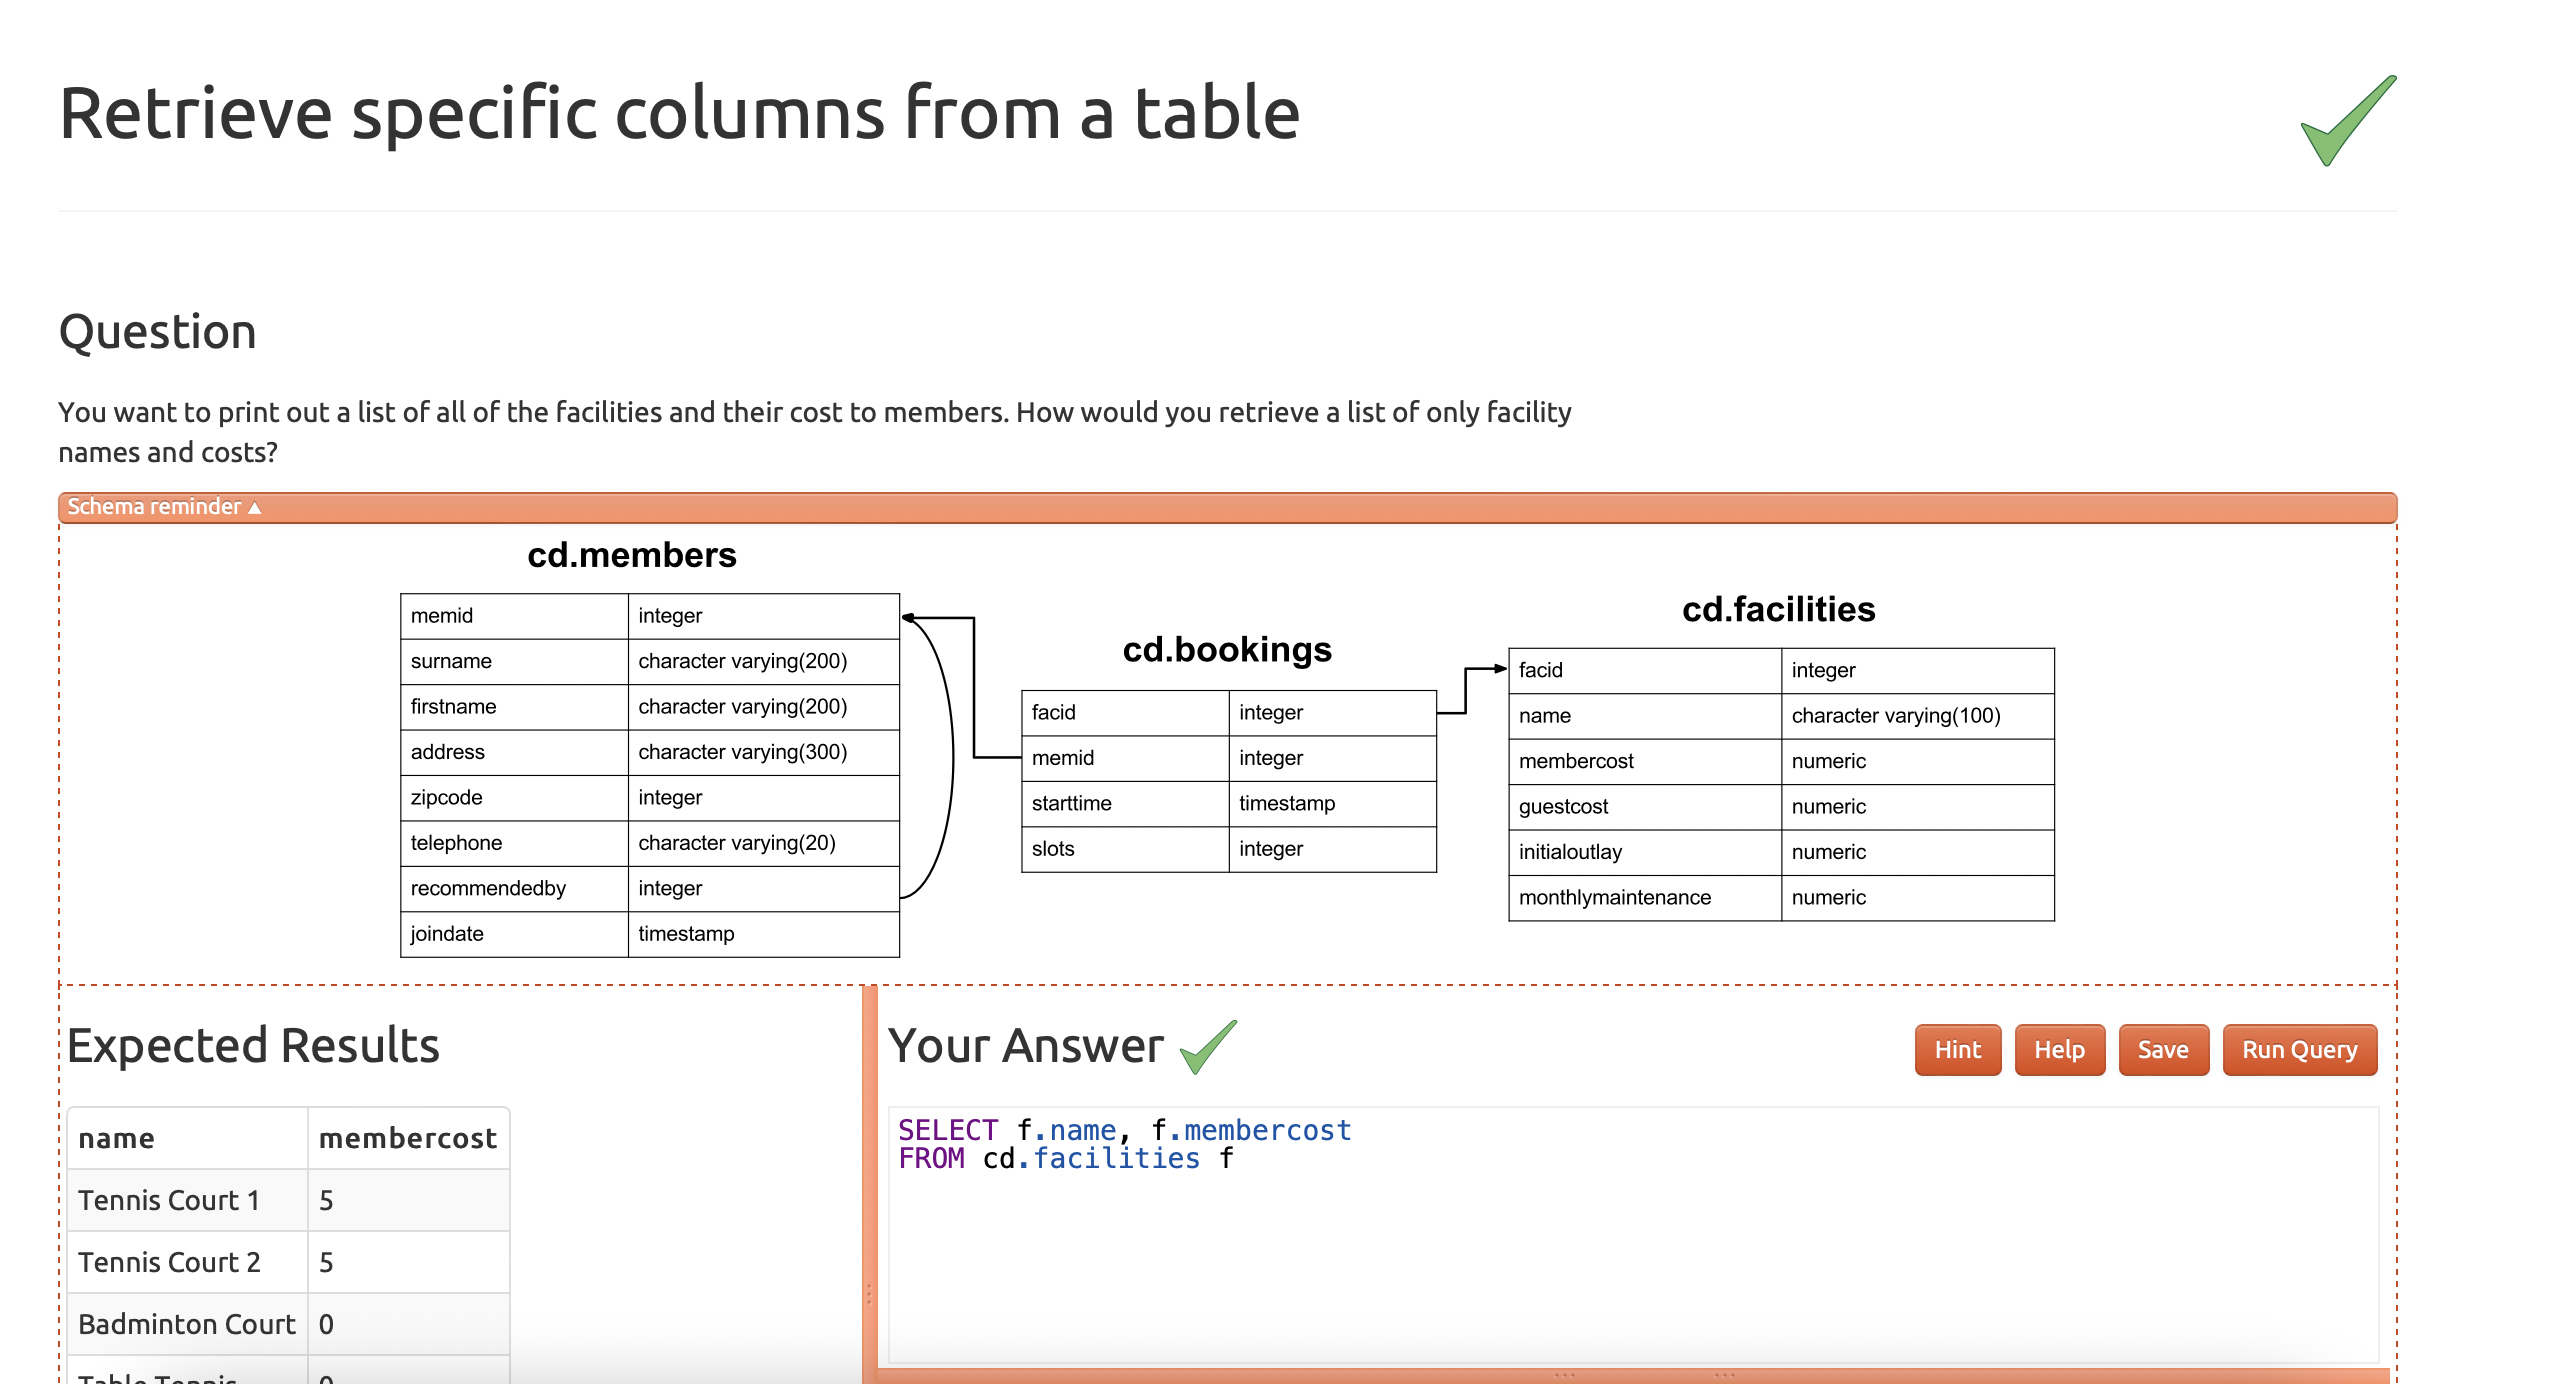 Retrieve specific columns from a table
Question
You want to print out a list of all of the facilities and their cost to members. How would you retrieve a list of only facility
names and costs?
Schema reminder ▲
cd.members
memid integer
surname character varying(200)
firstname character varying(200)
address character varying(300)
zipcode integer
telephone character varying(20)
recommendedby integer
joindate timestamp
cd.bookings
facid integer
memid integer
starttime timestamp
slots integer
cd.facilities
facid integer
name character varying(100)
membercost numeric
guestcost numeric
initialoutlay numeric
monthlymaintenance numeric
Expected Results
name membercost
Tennis Court 1 5
Tennis Court 2 5
Badminton Court 0
Table Tennis 0
Your Answer
Hint Help Save Run Query
SELECT f.name, f.membercost
FROM cd.facilities f